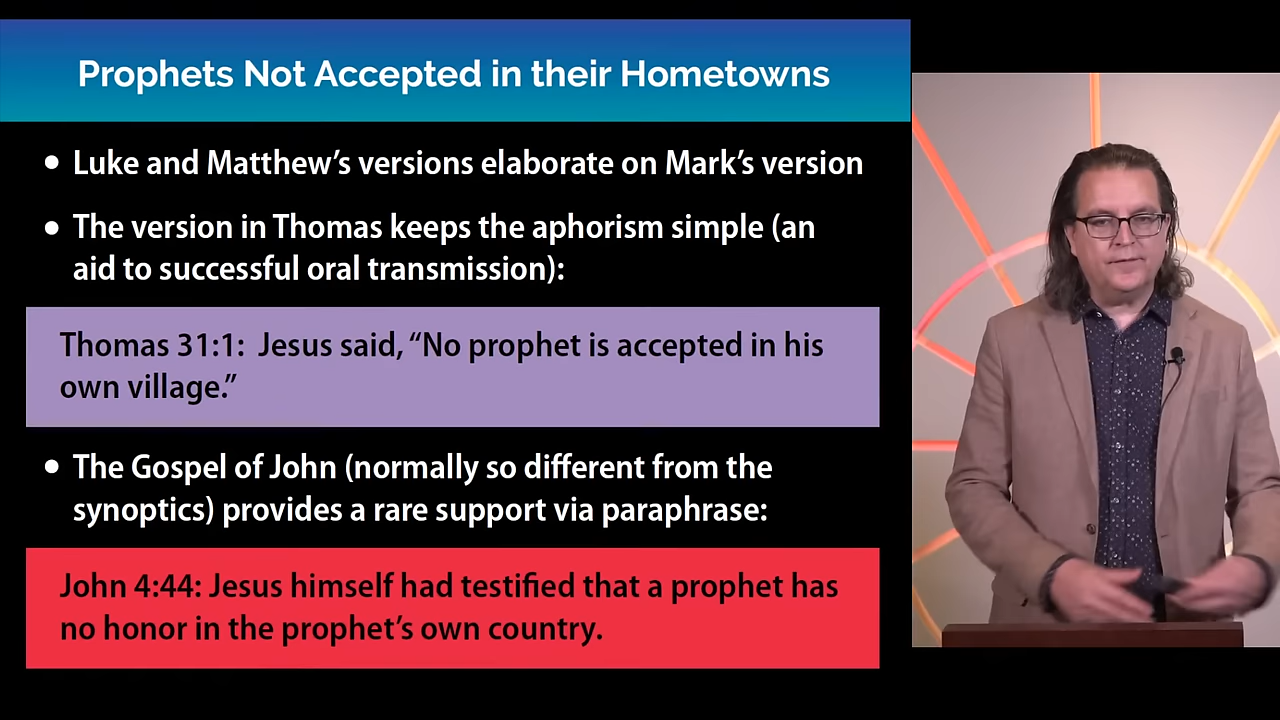 Prophets Not Accepted in their Hometowns
• Luke and Matthew’s versions elaborate on Mark’s version
• The version in Thomas keeps the aphorism simple (an
aid to successful oral transmission):
Thomas 31:1:  Jesus said, “No prophet is accepted in his
own village.”
• The Gospel of John (normally so different from the
synoptics) provides a rare support via paraphrase:
John 4:44: Jesus himself had testified that a prophet has
no honor in the prophet’s own country.